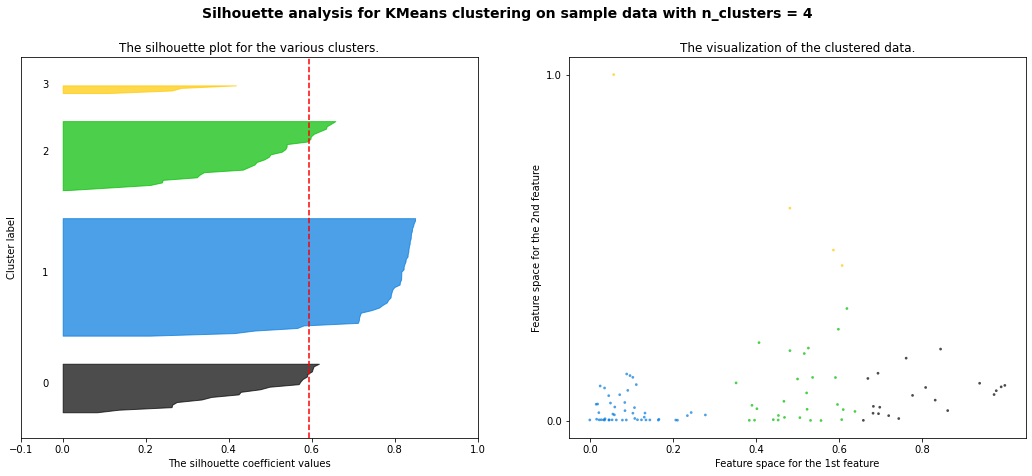 Silhouette analysis for KMeans clustering on sample data with n_clusters = 4
The silhouette plot for the various clusters.
3
2
1
0
Cluster label
−0.1 0.0 0.2 0.4 0.6 0.8 1.0
The silhouette coefficient values
The visualization of the clustered data.
1.0
0.0
Feature space for the 2nd feature
0.0 0.2 0.4 0.6 0.8
Feature space for the 1st feature